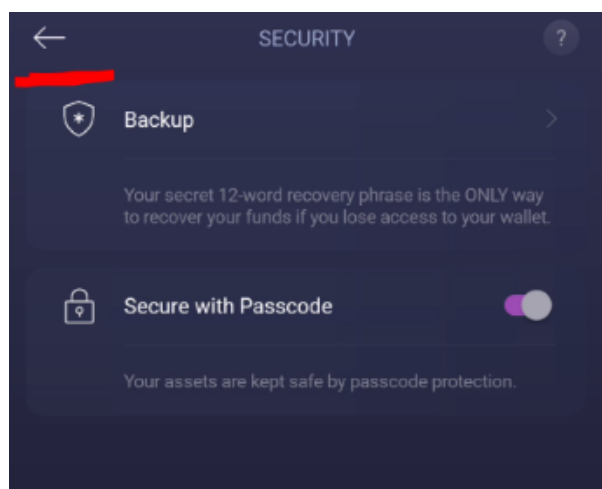 SECURITY
?
Backup
Your secret 12-word recovery phrase is the ONLY way
to recover your funds if you lose access to your wallet.
Secure with Passcode
Your assets are kept safe by passcode protection.